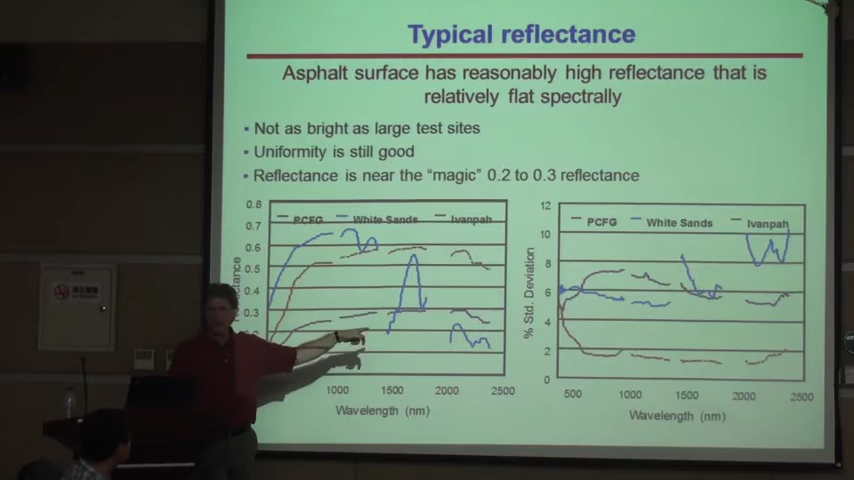 Typical reflectance
Asphalt surface has reasonably high reflectance that is
relatively flat spectrally
▪ Not as bright as large test sites
▪ Uniformity is still good
▪ Reflectance is near the “magic” 0.2 to 0.3 reflectance
0.8
0.7
0.6
0.5
0.4
0.3
PCFG White Sands Ivanpah
1000 1500 2000 2500
Wavelength (nm)
% Std. Deviation
12
10
8
6
4
2
0
PCFG White Sands Ivanpah
500 1000 1500 2000 2500
Wavelength (nm)